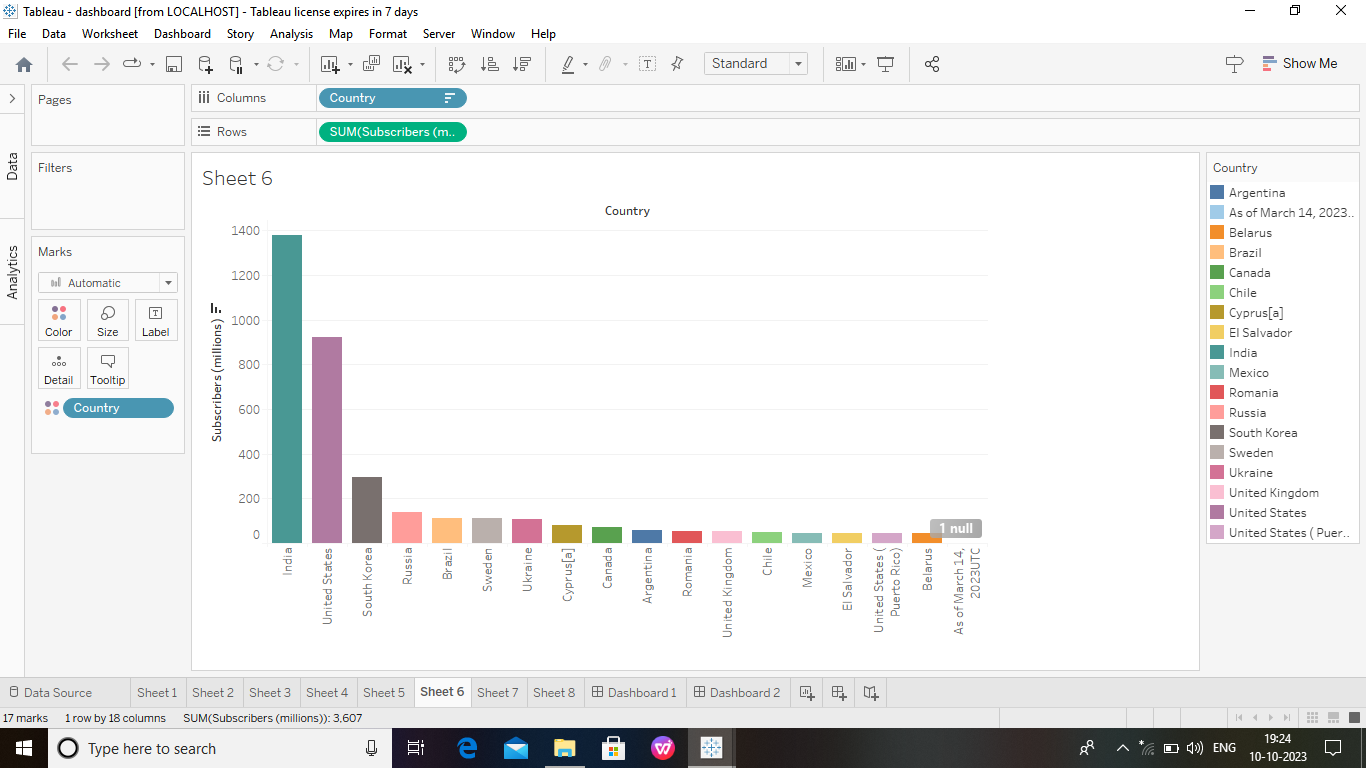 Tableau - dashboard [from LOCALHOST] - Tableau license expires in 7 days
File Data Worksheet Dashboard Story Analysis Map Format Server Window Help
Standard
Show Me
Pages
Columns
Country
Rows
SUM(Subscribers (m..
Data
Analytics
Filters
Marks
Automatic
Color Size Label
Detail Tooltip
Country
Sheet 6
Country
Subscribers (millions)
1400
1200
1000
800
600
400
200
0
1 null
India
United States
South Korea
Russia
Brazil
Sweden
Ukraine
Cyprus[a]
Canada
Argentina
Romania
United Kingdom
Chile
Mexico
El Salvador
United States (
Puerto Rico)
Belarus
As of March 14,
2023UTC
Country
Argentina
As of March 14, 2023..
Belarus
Brazil
Canada
Chile
Cyprus[a]
El Salvador
India
Mexico
Romania
Russia
South Korea
Sweden
Ukraine
United Kingdom
United States
United States ( Puer..
Data Source Sheet 1 Sheet 2 Sheet 3 Sheet 4 Sheet 5 Sheet 6 Sheet 7 Sheet 8 Dashboard 1 Dashboard 2
17 marks 1 row by 18 columns SUM(Subscribers (millions)): 3,607
Type here to search
ENG
19:24
10-10-2023